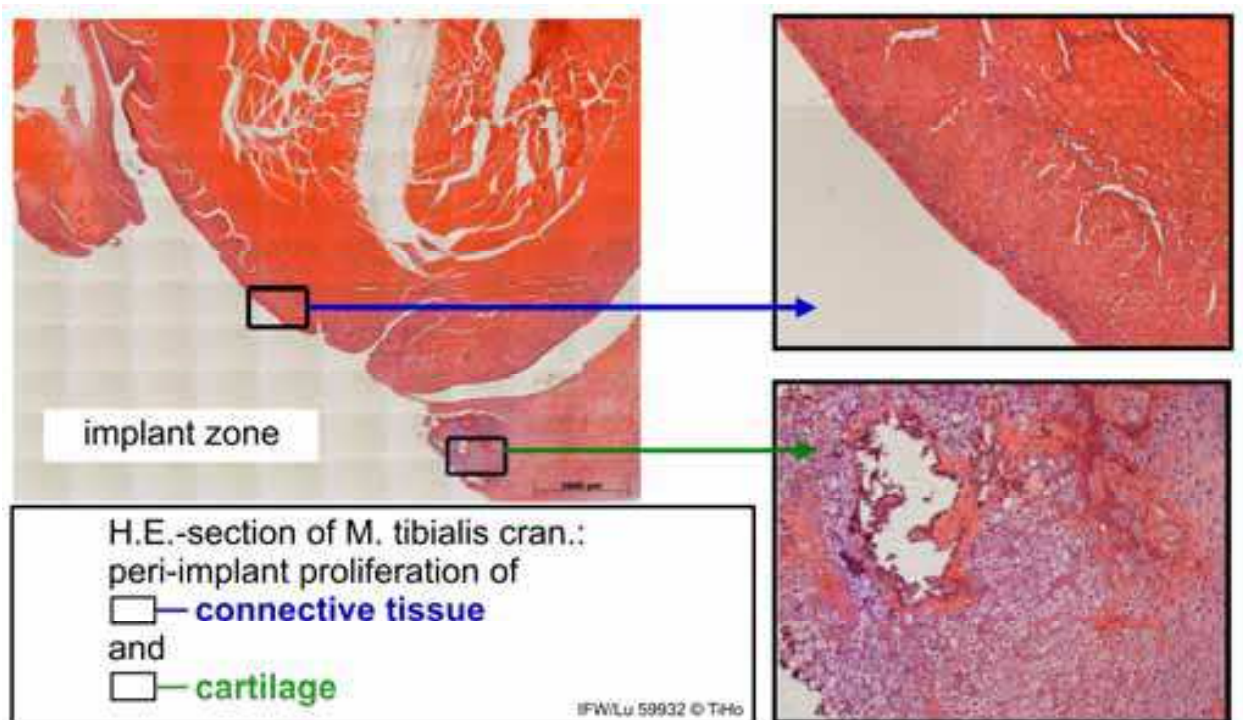 implant zone
H.E.-section of M. tibialis cran.:
peri-implant proliferation of
connective tissue
and
cartilage
IFW/Lu 59932 © TiHo